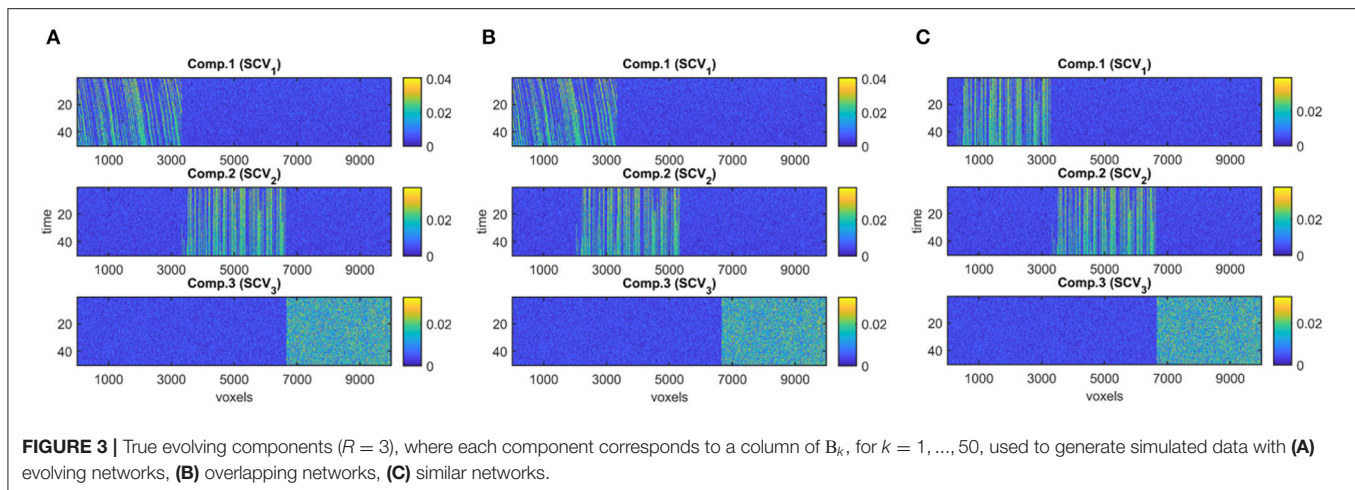 A
Comp.1 (SCV1)
20
40
0.04
0.02
0
1000 3000 5000 7000 9000
Comp.2 (SCV2)
time
20
40
0.02
0
1000 3000 5000 7000 9000
Comp.3 (SCV3)
20
40
0.02
0
1000 3000 5000 7000 9000
voxels
B
Comp.1 (SCV1)
20
40
0.04
0.02
0
1000 3000 5000 7000 9000
Comp.2 (SCV2)
time
20
40
0.02
0
1000 3000 5000 7000 9000
Comp.3 (SCV3)
20
40
0.02
0
1000 3000 5000 7000 9000
voxels
C
Comp.1 (SCV1)
20
40
0.02
0
1000 3000 5000 7000 9000
Comp.2 (SCV2)
time
20
40
0.02
0
1000 3000 5000 7000 9000
Comp.3 (SCV3)
20
40
0.02
0
1000 3000 5000 7000 9000
voxels
FIGURE 3 | True evolving components (R = 3), where each component corresponds to a column of Bk, for k = 1, ..., 50, used to generate simulated data with (A)
evolving networks, (B) overlapping networks, (C) similar networks.